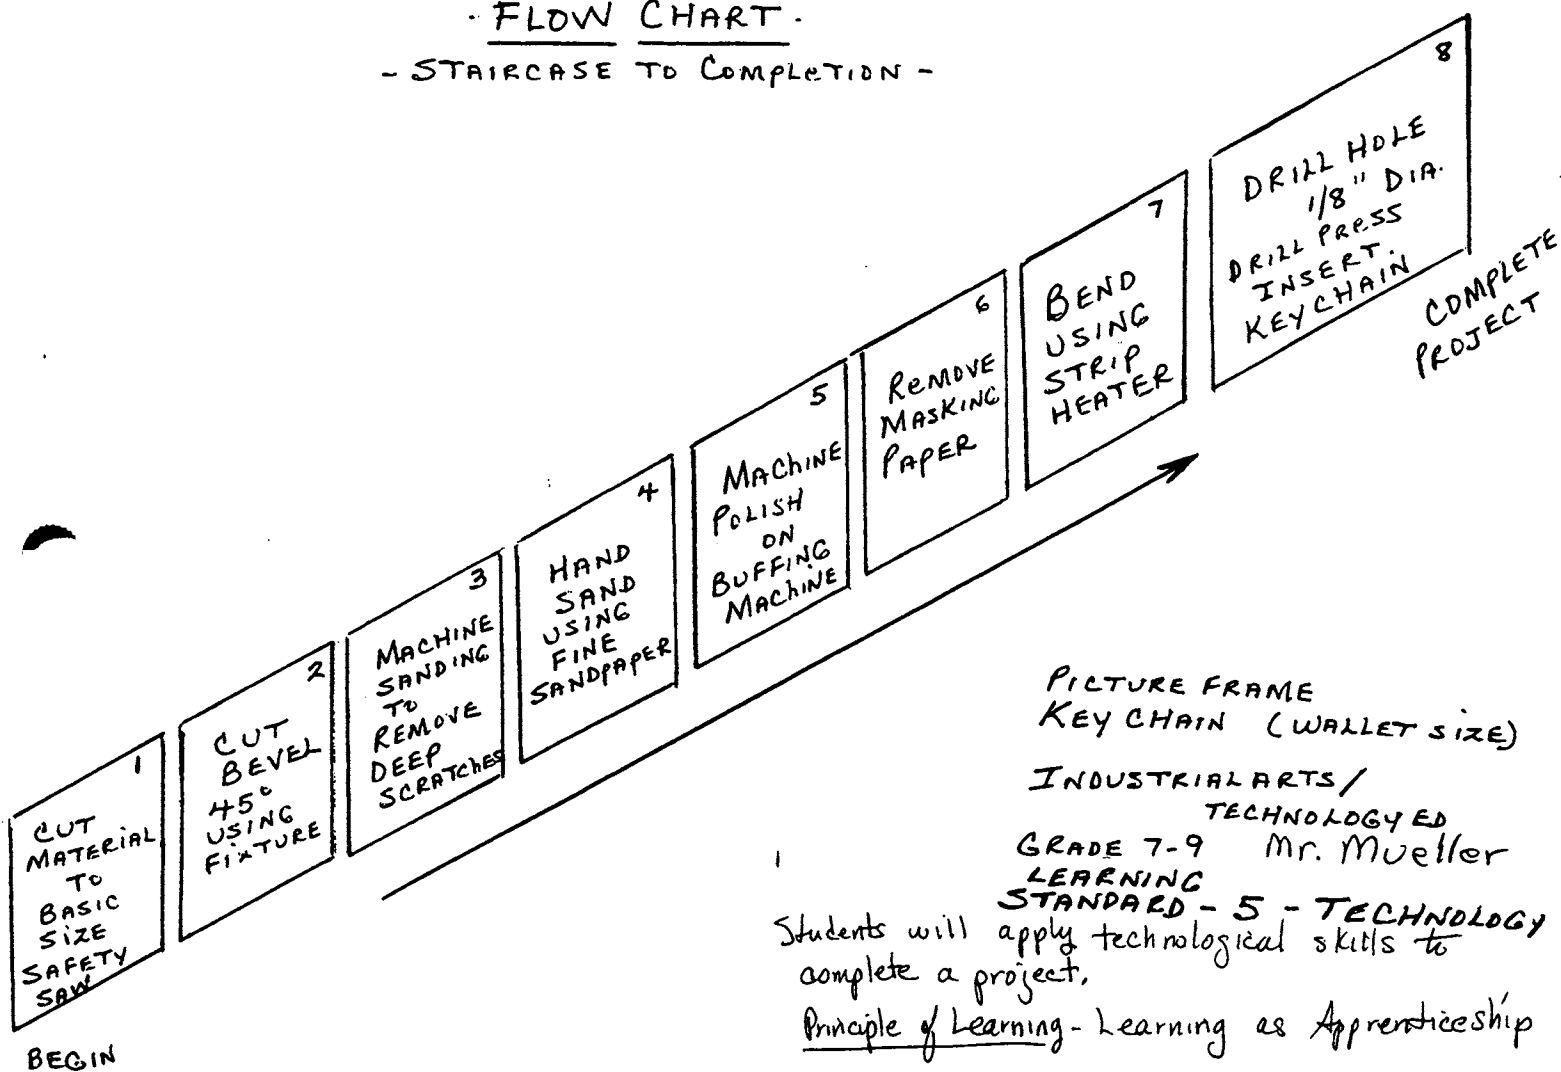 · FLOW CHART ·
- STAIRCASE TO COMPLETION -
1
CUT
MATERIAL
TO
BASIC
SIZE
SAFETY
SAW
BEGIN
2
CUT
BEVEL
45°
USING
FIXTURE
3
MACHINE
SANDING
TO
REMOVE
DEEP
SCRATCHES
4
HAND
SAND
USING
FINE
SANDPAPER
5
MACHINE
POLISH
ON
BUFFING
MACHINE
6
REMOVE
MASKING
PAPER
7
BEND
USING
STRIP
HEATER
8
DRILL HOLE
1/8" DIA.
DRILL PRESS
INSERT.
KEYCHAIN
COMPLETE
PROJECT
PICTURE FRAME
KEY CHAIN (WALLET SIZE)
INDUSTRIAL ARTS/
TECHNOLOGY ED
GRADE 7-9 Mr. Mueller
LEARNING
STANDARD - 5 - TECHNOLOGY
Students will apply technological skills to
complete a project.
Principle of Learning - Learning as Apprenticeship